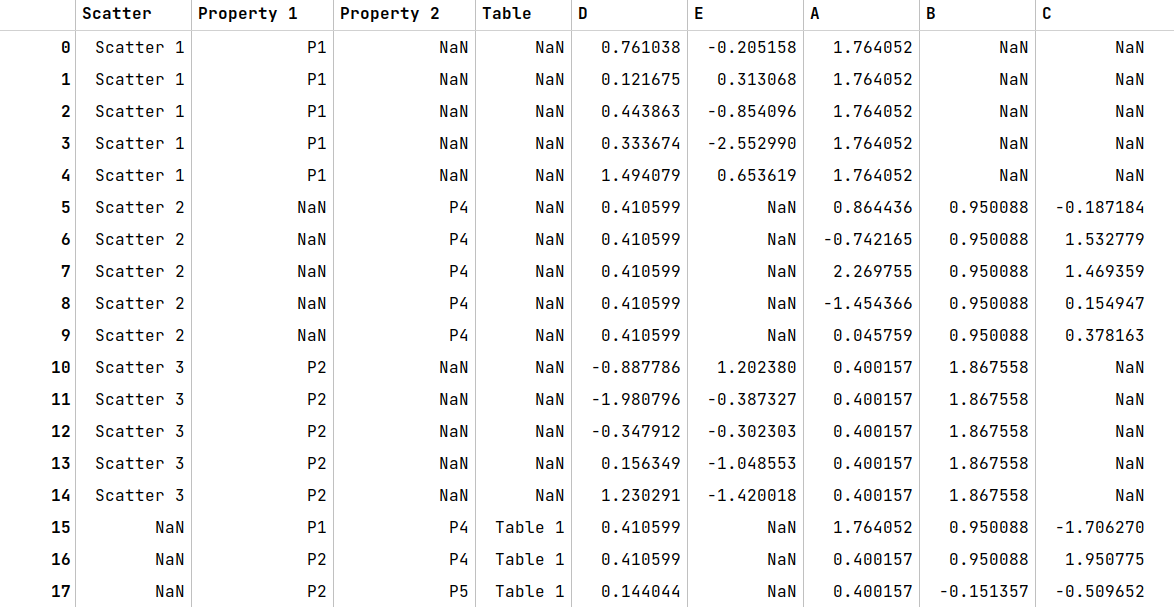 Scatter Property 1 Property 2 Table D E A B C
0 Scatter 1 P1 NaN NaN 0.761038 -0.205158 1.764052 NaN NaN
1 Scatter 1 P1 NaN NaN 0.121675 0.313068 1.764052 NaN NaN
2 Scatter 1 P1 NaN NaN 0.443863 -0.854096 1.764052 NaN NaN
3 Scatter 1 P1 NaN NaN 0.333674 -2.552990 1.764052 NaN NaN
4 Scatter 1 P1 NaN NaN 1.494079 0.653619 1.764052 NaN NaN
5 Scatter 2 NaN P4 NaN 0.410599 NaN 0.864436 0.950088 -0.187184
6 Scatter 2 NaN P4 NaN 0.410599 NaN -0.742165 0.950088 1.532779
7 Scatter 2 NaN P4 NaN 0.410599 NaN 2.269755 0.950088 1.469359
8 Scatter 2 NaN P4 NaN 0.410599 NaN -1.454366 0.950088 0.154947
9 Scatter 2 NaN P4 NaN 0.410599 NaN 0.045759 0.950088 0.378163
10 Scatter 3 P2 NaN NaN -0.887786 1.202380 0.400157 1.867558 NaN
11 Scatter 3 P2 NaN NaN -1.980796 -0.387327 0.400157 1.867558 NaN
12 Scatter 3 P2 NaN NaN -0.347912 -0.302303 0.400157 1.867558 NaN
13 Scatter 3 P2 NaN NaN 0.156349 -1.048553 0.400157 1.867558 NaN
14 Scatter 3 P2 NaN NaN 1.230291 -1.420018 0.400157 1.867558 NaN
15 NaN P1 P4 Table 1 0.410599 NaN 1.764052 0.950088 -1.706270
16 NaN P2 P4 Table 1 0.410599 NaN 0.400157 0.950088 1.950775
17 NaN P2 P5 Table 1 0.144044 NaN 0.400157 -0.151357 -0.509652